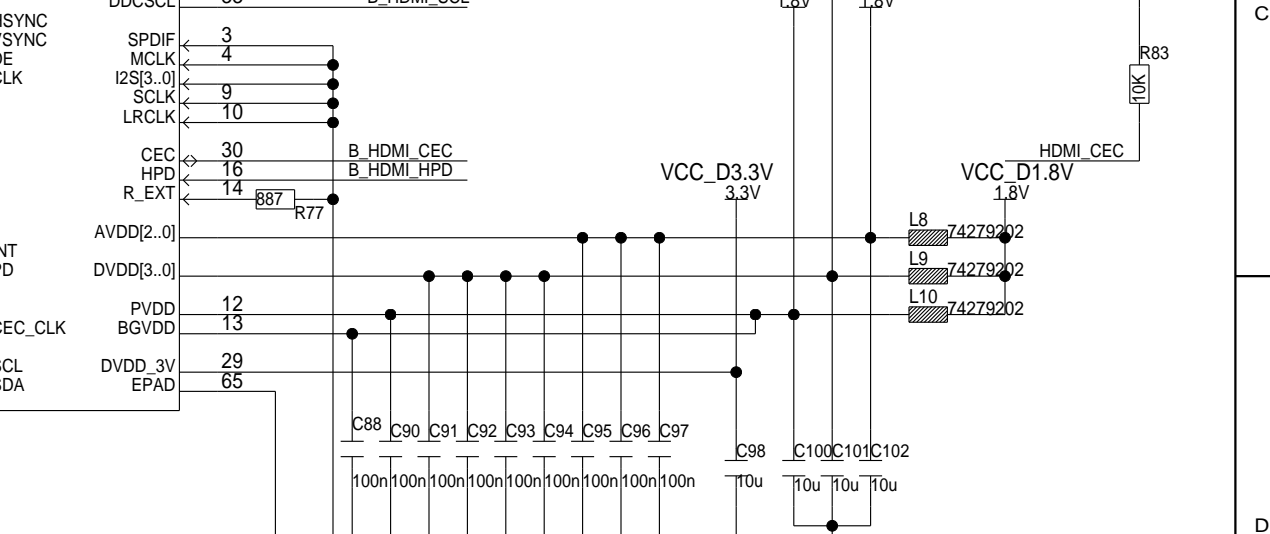 DDCSCL
B_HDMI_SCL
1.8V
1.8V
C
SYNC
SPDIF
3
R83
SYNC
MCLK
4
10K
I2S[3..0]
CLK
SCLK
9
LRCLK
10
CEC
30
B_HDMI_CEC
HDMI_CEC
HPD
16
B_HDMI_HPD
VCC_D3.3V
VCC_D1.8V
R_EXT
14
887
3.3V
1.8V
R77
L8
AVDD[2..0]
74279202
NT
L9
DVDD[3..0]
74279202
L10
PVDD
12
74279202
CEC_CLK
BGVDD
13
DVDD_3V
29
SCL
EPAD
65
SDA
C88
C90
C91
C92
C93
C94
C95
C96
C97
C98
C100
C101
C102
100n
100n
100n
100n
100n
100n
100n
100n
100n
10u
10u
10u
10u
D